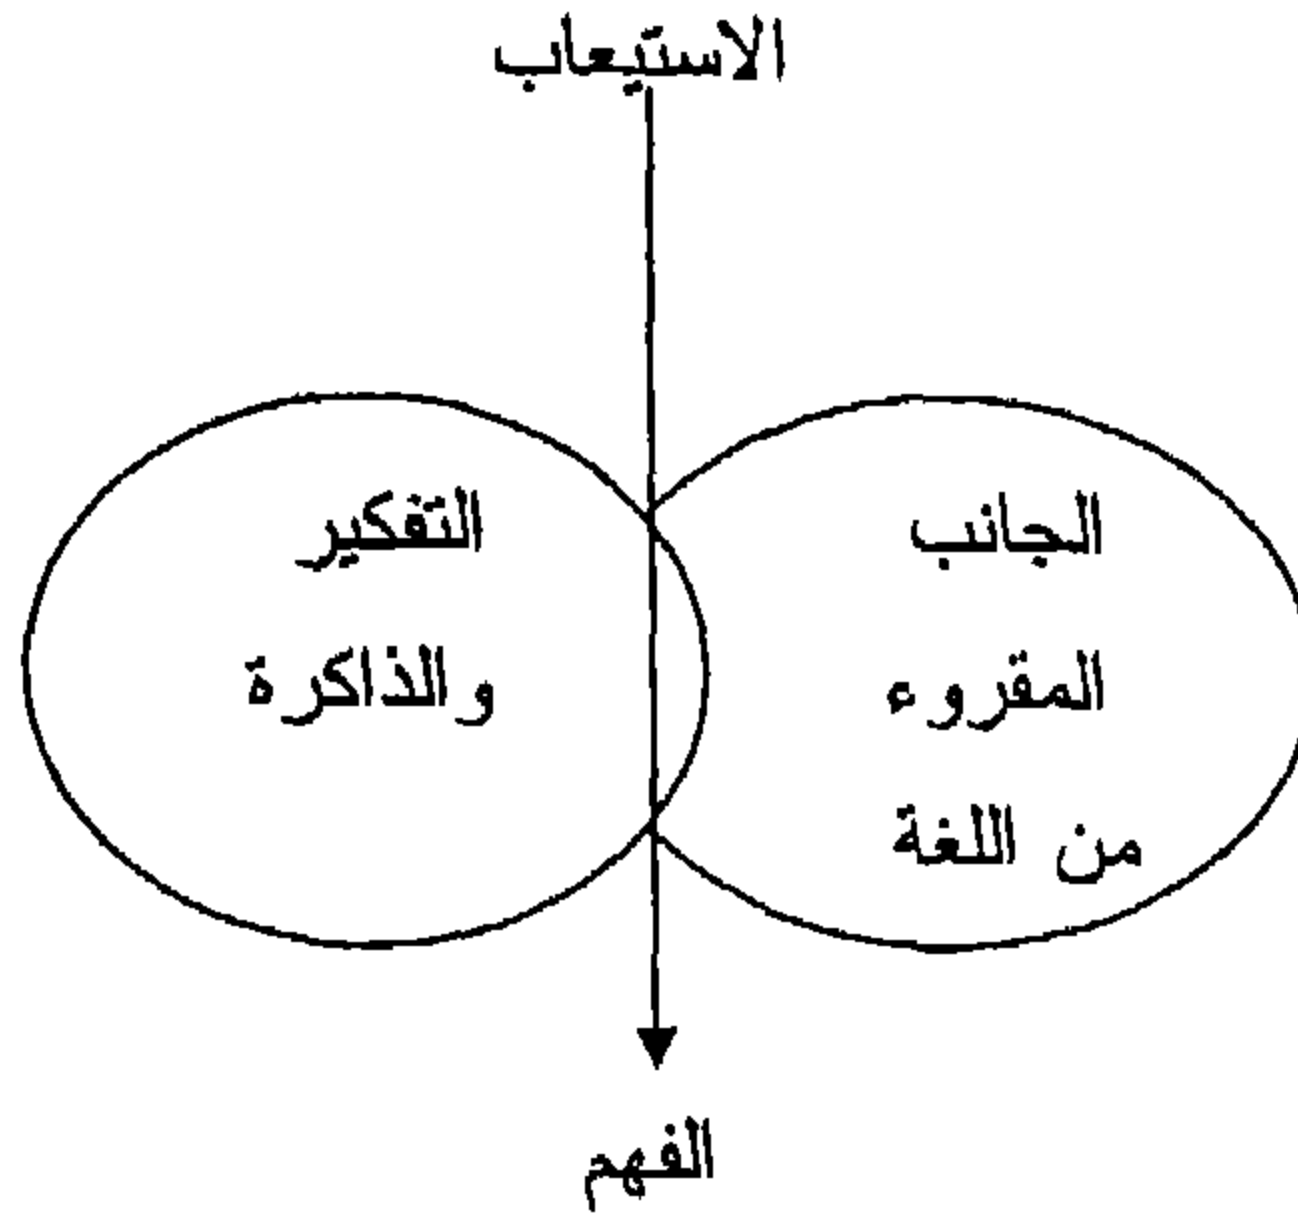 الاستيعاب
الجانب
المقروء
من اللغة
التفكير
والذاكرة
الفهم